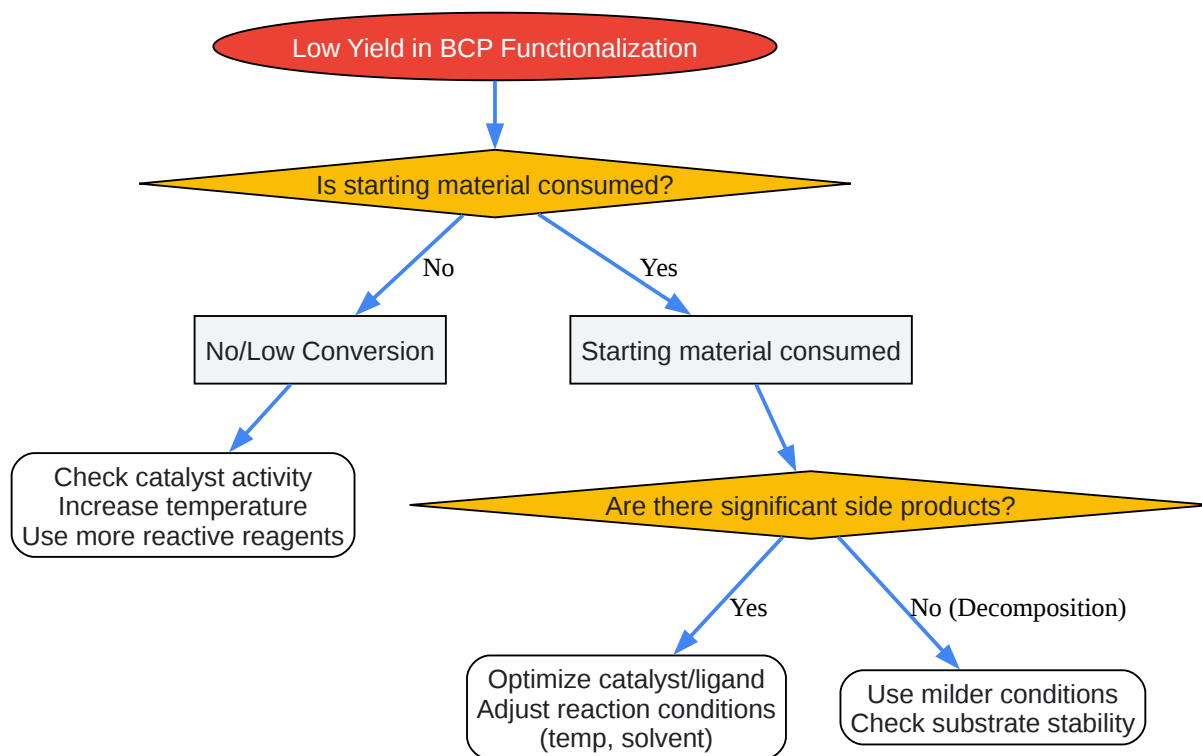 Low Yield in BCP Functionalization
Is starting material consumed?
No
Yes
No/Low Conversion
Starting material consumed
Check catalyst activity
Increase temperature
Use more reactive reagents
Are there significant side products?
Yes
No (Decomposition)
Optimize catalyst/ligand
Adjust reaction conditions
(temp, solvent)
Use milder conditions
Check substrate stability